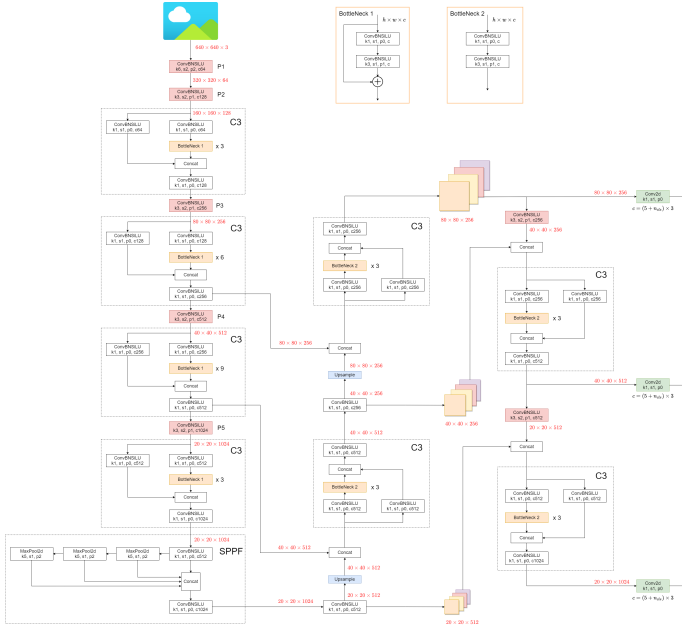 640 × 640 × 3
ConvBNSiLU
k6, s2, p2, c64
P1
320 × 320 × 64
ConvBNSiLU
k3, s2, p1, c128
P2
160 × 160 × 128
C3
ConvBNSiLU
k1, s1, p0, c64
ConvBNSiLU
k1, s1, p0, c64
BottleNeck 1
x 3
Concat
ConvBNSiLU
k1, s1, p0, c128
ConvBNSiLU
k3, s2, p1, c256
P3
80 × 80 × 256
C3
ConvBNSiLU
k1, s1, p0, c128
ConvBNSiLU
k1, s1, p0, c128
BottleNeck 1
x 6
Concat
ConvBNSiLU
k1, s1, p0, c256
ConvBNSiLU
k3, s2, p1, c512
P4
40 × 40 × 512
C3
ConvBNSiLU
k1, s1, p0, c256
ConvBNSiLU
k1, s1, p0, c256
BottleNeck 1
x 9
Concat
ConvBNSiLU
k1, s1, p0, c512
ConvBNSiLU
k3, s2, p1, c1024
P5
20 × 20 × 1024
C3
ConvBNSiLU
k1, s1, p0, c512
ConvBNSiLU
k1, s1, p0, c512
BottleNeck 1
x 3
Concat
ConvBNSiLU
k1, s1, p0, c1024
20 × 20 × 1024
SPPF
MaxPool2d
k5, s1, p2
MaxPool2d
k5, s1, p2
MaxPool2d
k5, s1, p2
ConvBNSiLU
k1, s1, p0, c512
Concat
ConvBNSiLU
k1, s1, p0, c1024
BottleNeck 1
h × w × c
ConvBNSiLU
k1, s1, p0, c
ConvBNSiLU
k3, s1, p1, c
BottleNeck 2
h × w × c
ConvBNSiLU
k1, s1, p0, c
ConvBNSiLU
k3, s1, p1, c
80 × 80 × 256
C3
ConvBNSiLU
k1, s1, p0, c256
Concat
BottleNeck 2
x 3
ConvBNSiLU
k1, s1, p0, c256
ConvBNSiLU
k1, s1, p0, c256
80 × 80 × 256
Concat
80 × 80 × 256
Upsample
40 × 40 × 256
ConvBNSiLU
k1, s1, p0, c256
40 × 40 × 256
40 × 40 × 512
C3
ConvBNSiLU
k1, s1, p0, c512
Concat
BottleNeck 2
x 3
ConvBNSiLU
k1, s1, p0, c512
ConvBNSiLU
k1, s1, p0, c512
40 × 40 × 512
Concat
40 × 40 × 512
Upsample
20 × 20 × 512
20 × 20 × 1024
ConvBNSiLU
k1, s1, p0, c512
20 × 20 × 512
80 × 80 × 256
Conv2d
k1, s1, p0
ConvBNSiLU
k3, s2, p1, c256
40 × 40 × 256
Concat
C3
ConvBNSiLU
k1, s1, p0, c256
ConvBNSiLU
k1, s1, p0, c256
BottleNeck 2
x 3
Concat
ConvBNSiLU
k1, s1, p0, c512
40 × 40 × 512
Conv2d
k1, s1, p0
ConvBNSiLU
k3, s2, p1, c512
20 × 20 × 512
Concat
C3
ConvBNSiLU
k1, s1, p0, c512
ConvBNSiLU
k1, s1, p0, c512
BottleNeck 2
x 3
Concat
ConvBNSiLU
k1, s1, p0, c1024
20 × 20 × 1024
Conv2d
k1, s1, p0